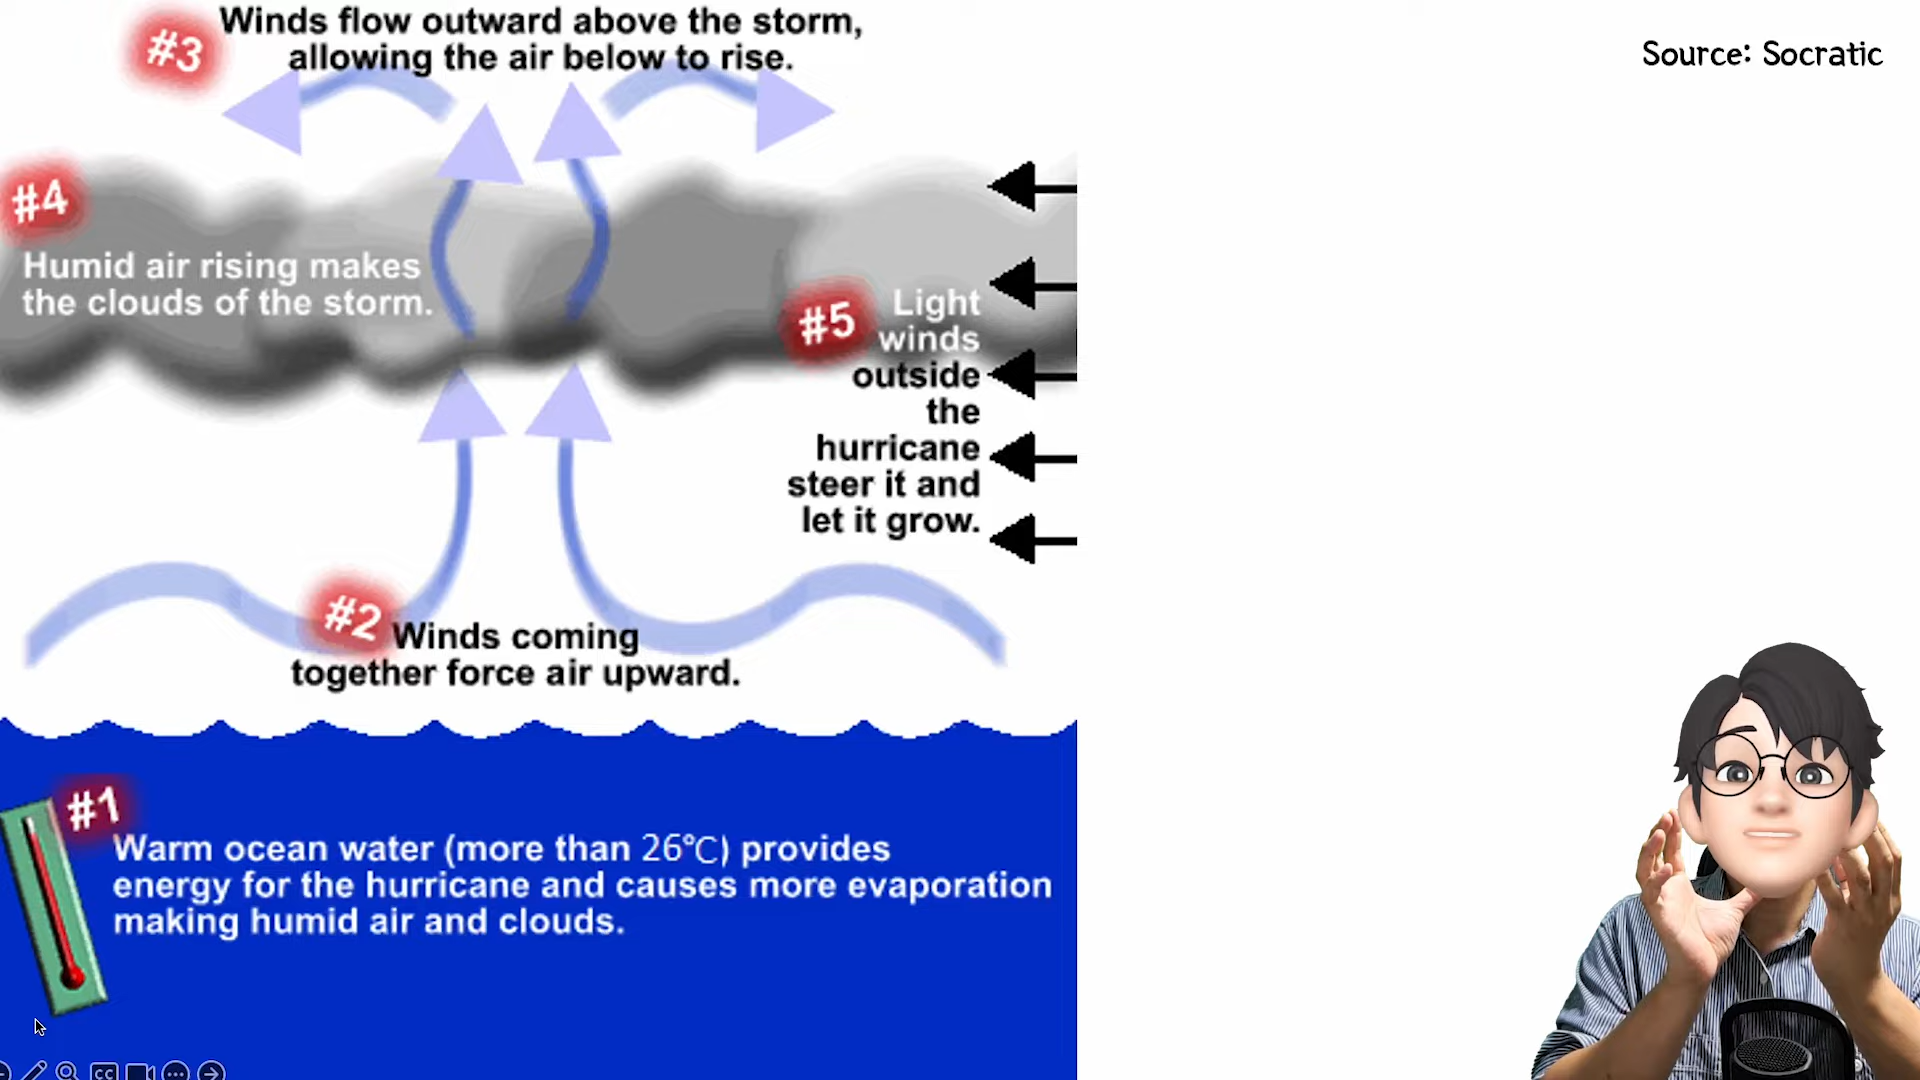 Source: Socratic
#3
Winds flow outward above the storm,
allowing the air below to rise.
#4
Humid air rising makes
the clouds of the storm.
#5
Light
winds
outside
the
hurricane
steer it and
let it grow.
#2
Winds coming
together force air upward.
#1
Warm ocean water (more than 26°C) provides
energy for the hurricane and causes more evaporation
making humid air and clouds.
CC